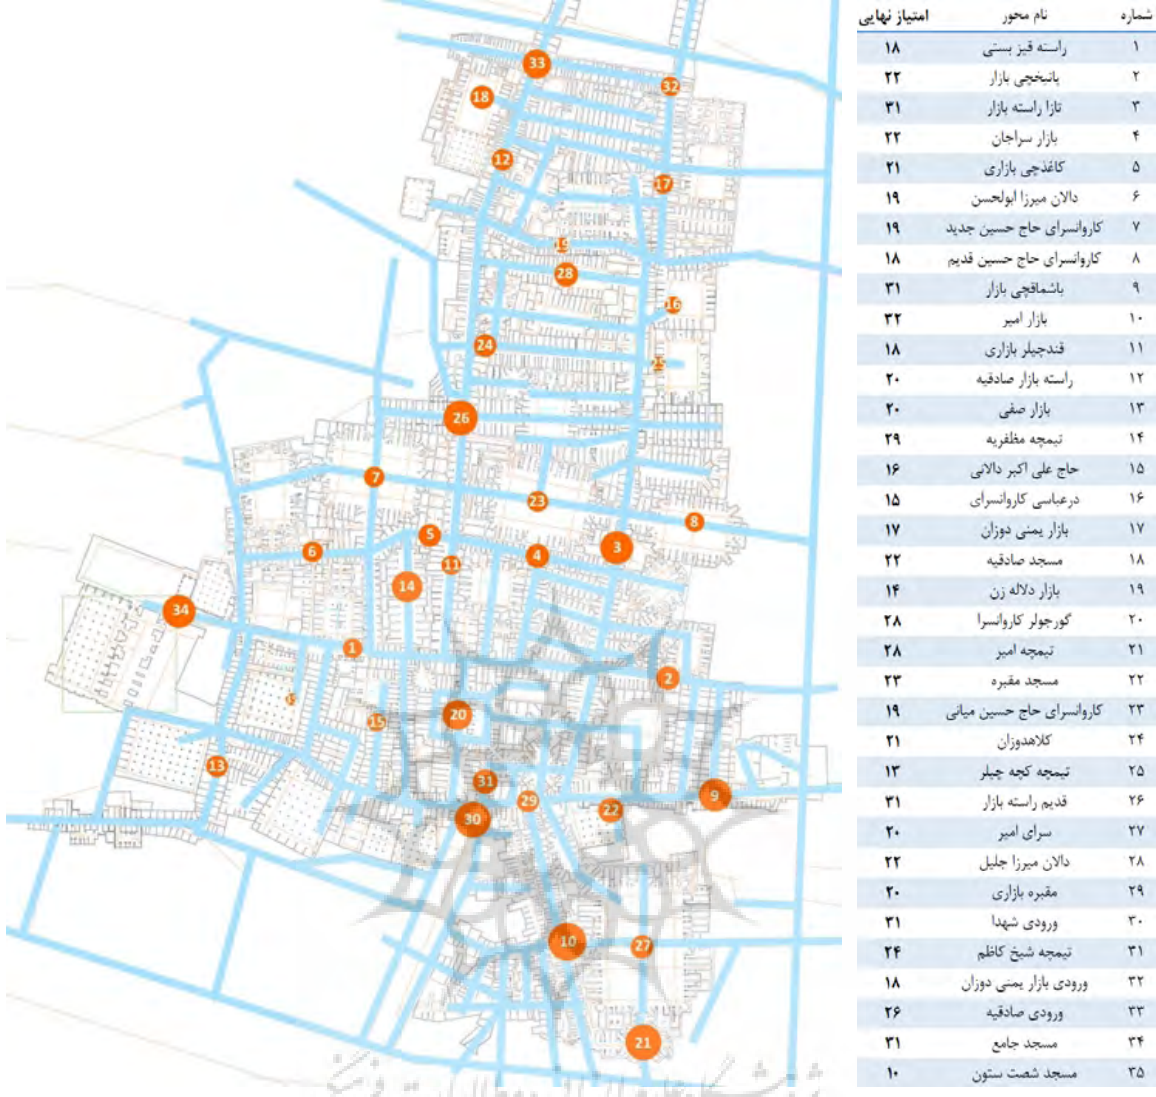 شماره نام محور امتیاز نهایی
۱ راسته قیز بستی ۱۸
۲ پانبخچی بازار ۲۲
۳ تازا راسته بازار ۳۱
۴ بازار سراجان ۲۲
۵ کاغذچی بازاری ۲۱
۶ دالان میرزا ابولحسن ۱۹
۷ کاروانسرای حاج حسین جدید ۱۹
۸ کاروانسرای حاج حسین قدیم ۱۸
۹ باشماقچی بازار ۳۱
۱۰ بازار امیر ۳۲
۱۱ قندچیلر بازاری ۱۸
۱۲ راسته بازار صادقیه ۲۰
۱۳ بازار صفی ۲۰
۱۴ تیمچه مظفریه ۲۹
۱۵ حاج علی اکبر دالانی ۱۶
۱۶ درعباسی کاروانسرای ۱۵
۱۷ بازار یمنی دوزان ۱۷
۱۸ مسجد صادقیه ۲۲
۱۹ بازار دلاله زن ۱۴
۲۰ گورجولر کاروانسرا ۲۸
۲۱ تیمچه امیر ۲۸
۲۲ مسجد مقبره ۲۳
۲۳ کاروانسرای حاج حسین میانی ۱۹
۲۴ کلاهدوزان ۲۱
۲۵ تیمچه کجه چیلر ۱۳
۲۶ قدیم راسته بازار ۳۱
۲۷ سرای امیر ۲۰
۲۸ دالان میرزا جلیل ۲۲
۲۹ مقبره بازاری ۲۰
۳۰ ورودی شهدا ۳۱
۳۱ تیمچه شیخ کاظم ۲۴
۳۲ ورودی بازار یمنی دوزان ۱۸
۳۳ ورودی صادقیه ۲۶
۳۴ مسجد جامع ۳۱
۳۵ مسجد شصت ستون ۱۰
33
32
18
12
17
28
16
24
26
7
23
8
5
3
6
4
11
14
34
1
2
20
15
13
31
9
29
22
30
10
27
21